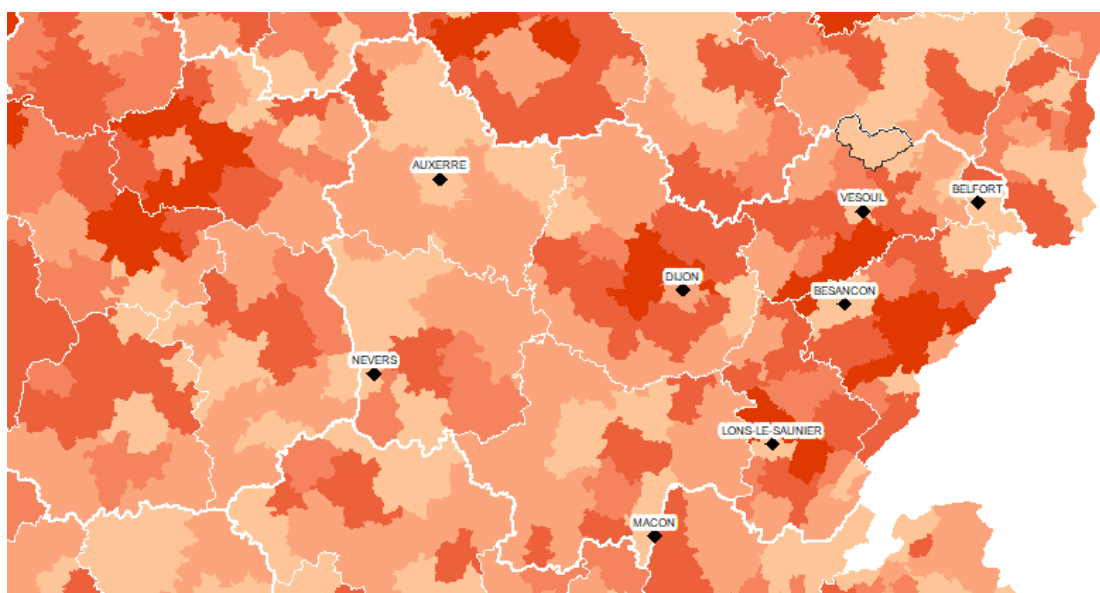 AUXERRE
BELFORT
VESOUL
DIJON
BESANCON
NEVERS
LONS-LE-SAUNIER
MACON